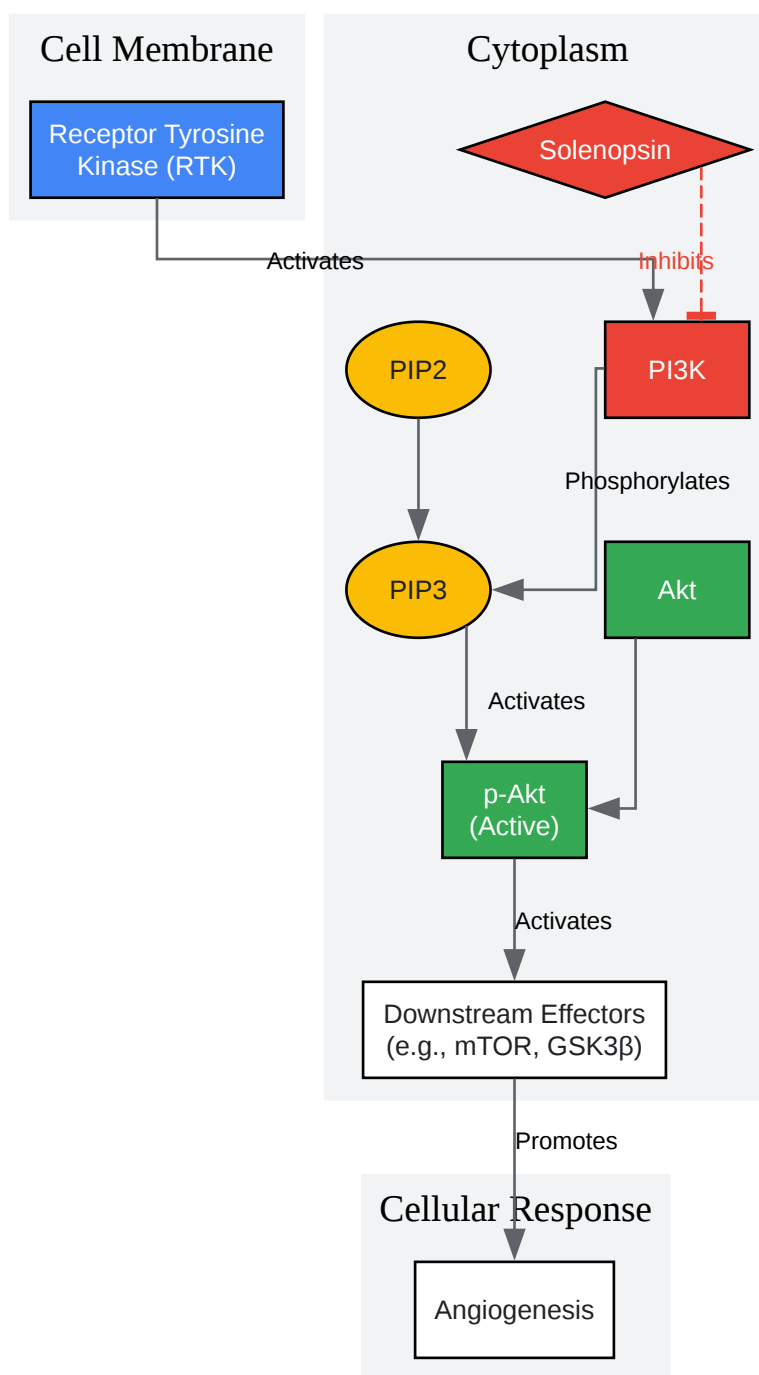 Cell Membrane
Cytoplasm
Receptor Tyrosine
Kinase (RTK)
Solenopsin
Activates
Inhibits
PIP2
PI3K
Phosphorylates
PIP3
Akt
Activates
p-Akt
(Active)
Activates
Downstream Effectors
(e.g., mTOR, GSK3β)
Promotes
Cellular Response
Angiogenesis